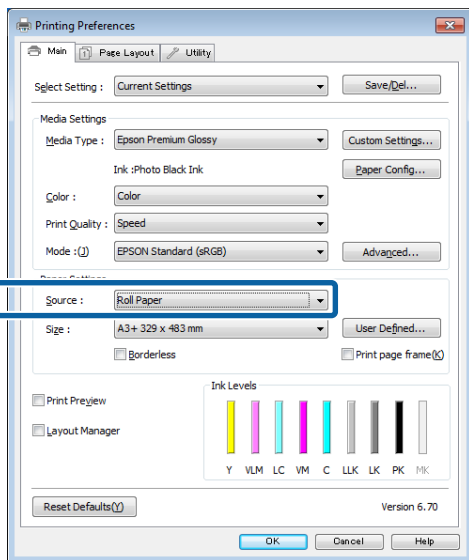 Printing Preferences
Main Page Layout Utility
Select Setting : Current Settings Save/Del...
Media Settings
Media Type : Epson Premium Glossy Custom Settings...
Ink :Photo Black Ink Paper Config...
Color : Color
Print Quality : Speed
Mode :(J) EPSON Standard (sRGB) Advanced...
Paper Settings
Source : Roll Paper
Size : A3+ 329 x 483 mm User Defined...
Borderless Print page frame(K)
Ink Levels
Print Preview
Layout Manager
Y VLM LC VM C LLK LK PK MK
Reset Defaults(Y) Version 6.70
OK Cancel Help